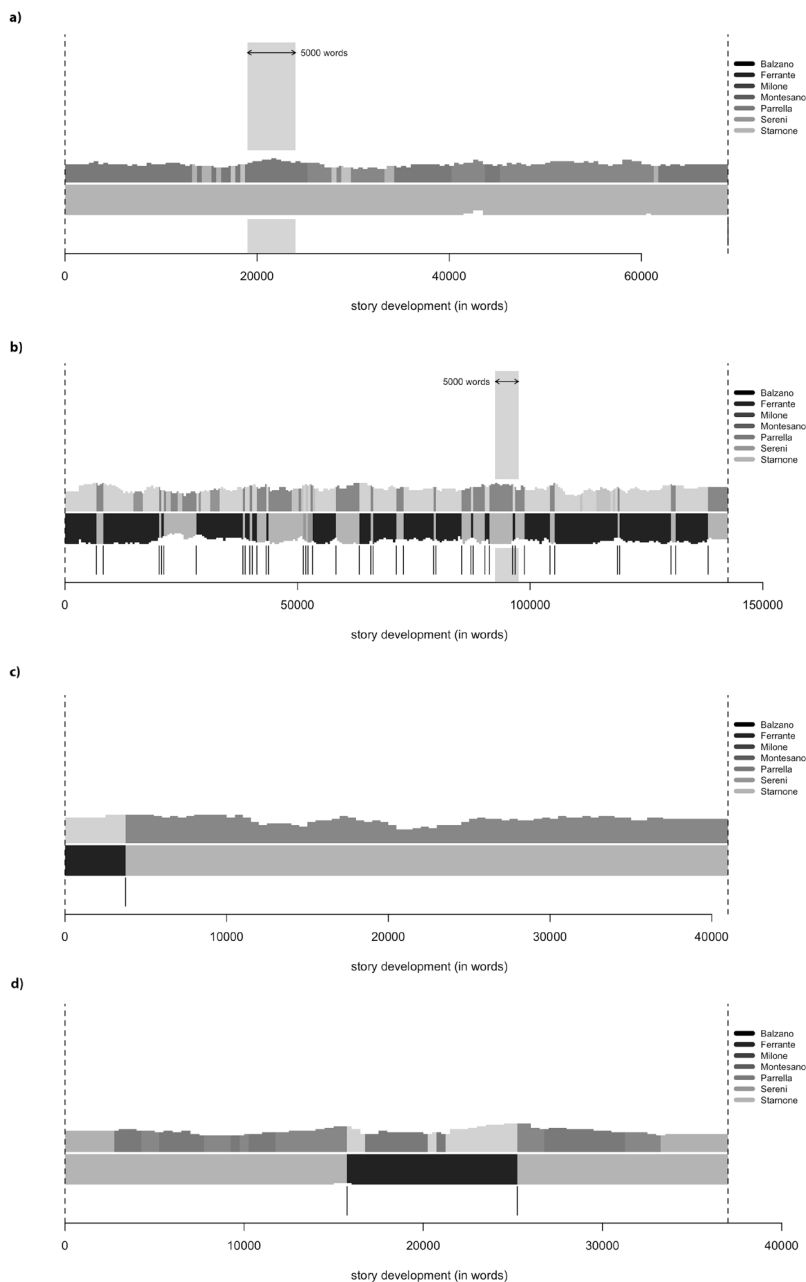 a)
5000 words
Balzano
Ferrante
Milone
Montesano
Parrella
Sereni
Starnone
0 20000 40000 60000
story development (in words)
b)
5000 words
Balzano
Ferrante
Milone
Montesano
Parrella
Sereni
Starnone
0 50000 100000 150000
story development (in words)
c)
Balzano
Ferrante
Milone
Montesano
Parrella
Sereni
Starnone
0 10000 20000 30000 40000
story development (in words)
d)
Balzano
Ferrante
Milone
Montesano
Parrella
Sereni
Starnone
0 10000 20000 30000 40000
story development (in words)